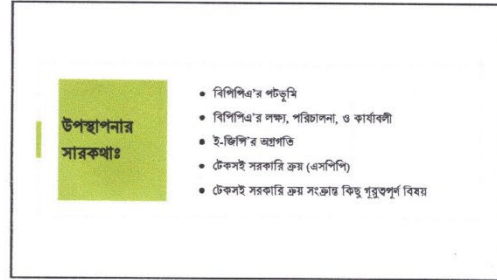 উপস্থাপনার
সারকথাঃ
• বিপিপিএ'র পটভূমি
• বিপিপিএ'র লক্ষ্য, পরিচালনা, ও কার্যাবলী
• ই-জিপি'র অগ্রগতি
• টেকসই সরকারি ক্রয় (এসপিপি)
• টেকসই সরকারি ক্রয় সংক্রান্ত কিছু গুরুত্বপূর্ণ বিষয়